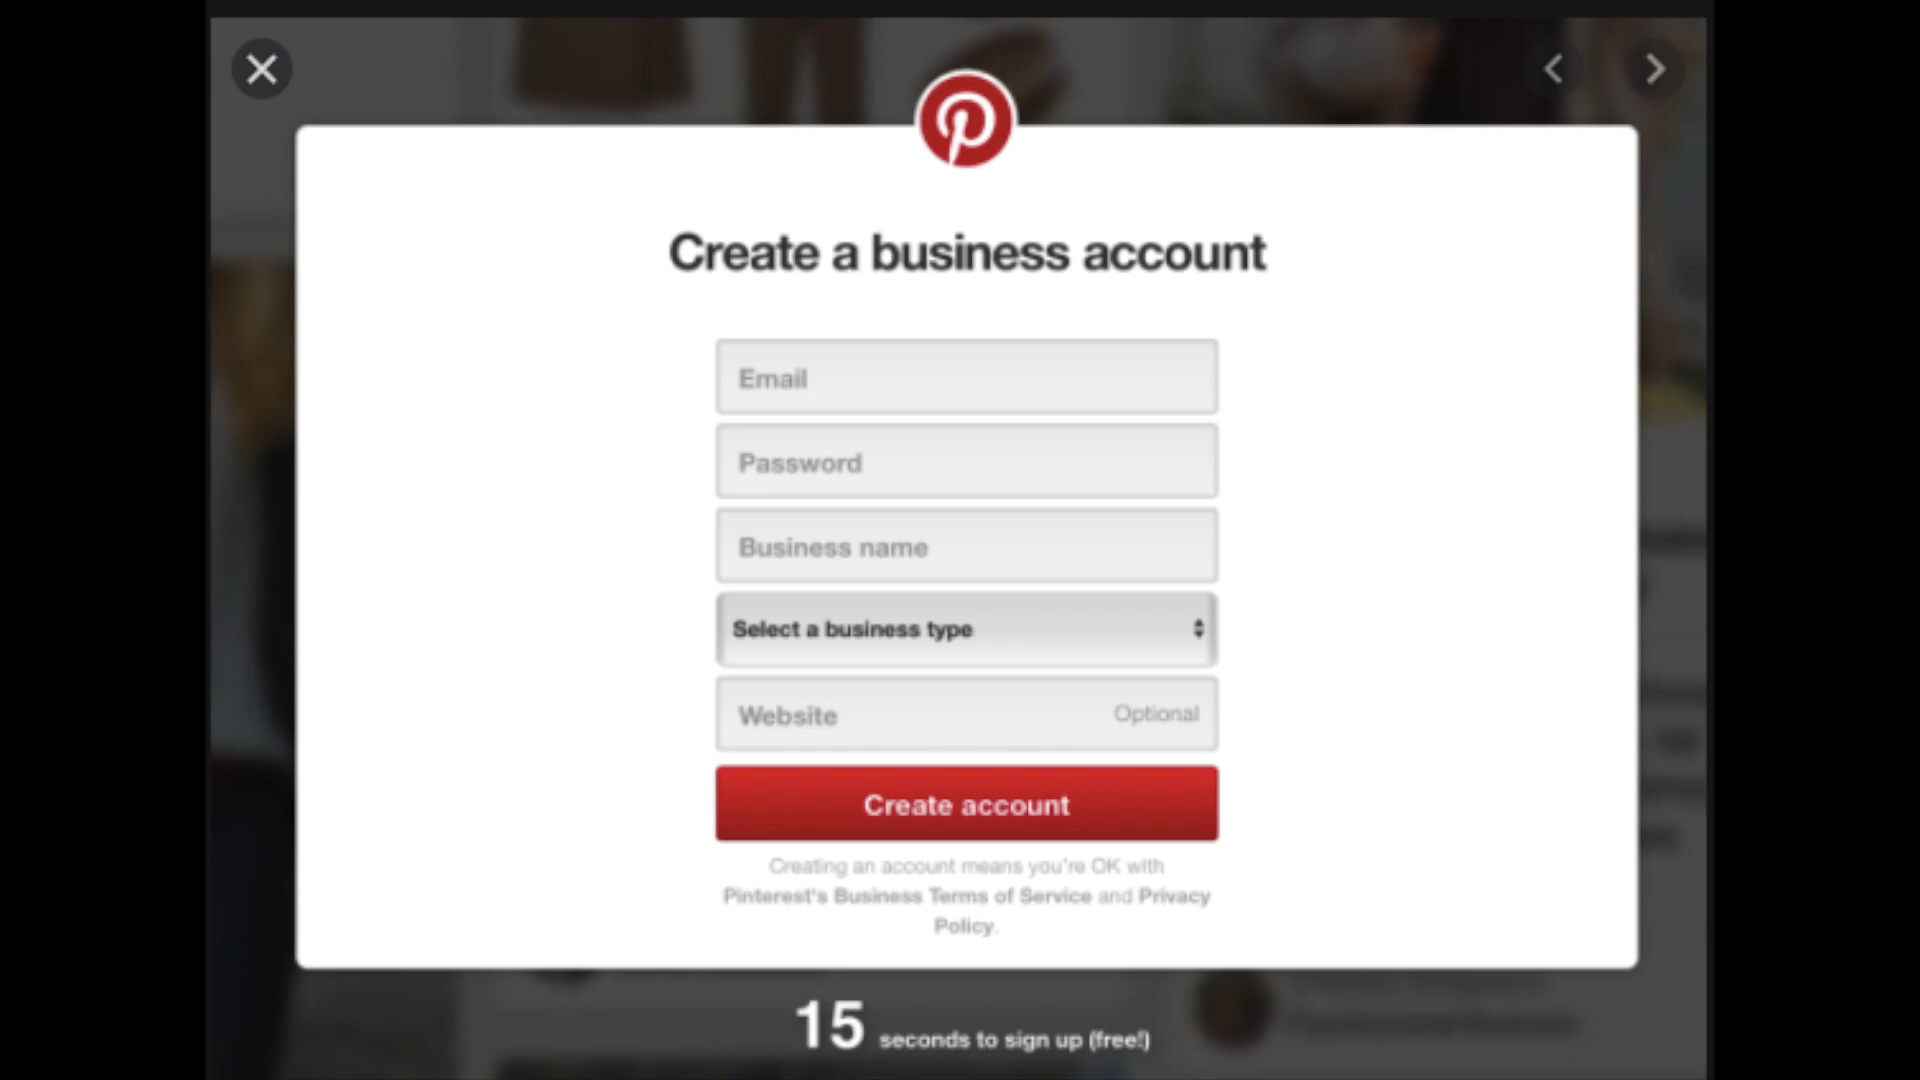 Create a business account
Email
Password
Business name
Select a business type
Website Optional
Create account
Creating an account means you're OK with
Pinterest's Business Terms of Service and Privacy
Policy.
15 seconds to sign up (free!)